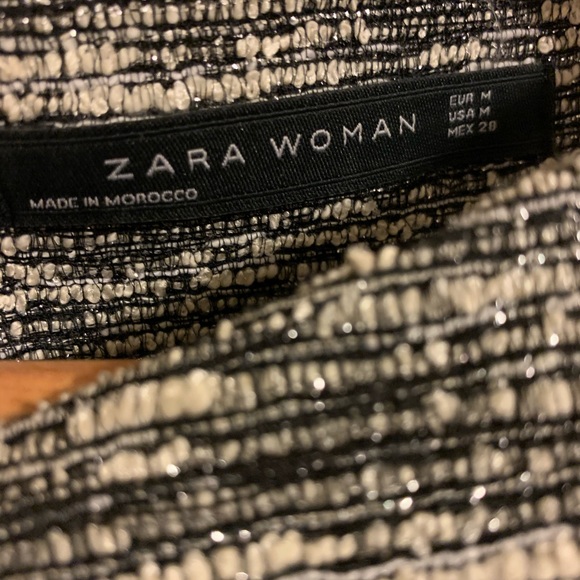 ZARA WOMAN
MADE IN MOROCCO
EUR M
USA M
MEX 28